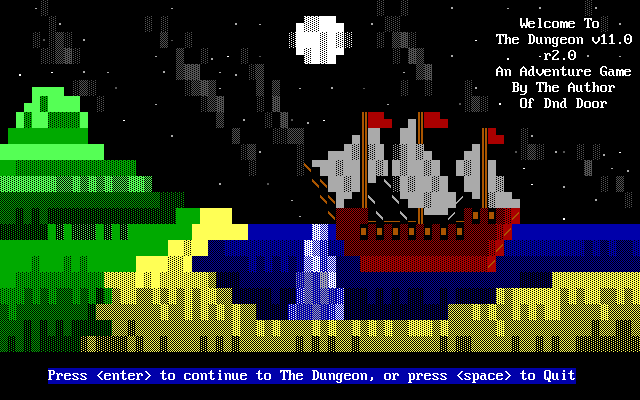 Welcome To
The Dungeon v11.0
r2.0
An Adventure Game
By The Author
Of Dnd Door
Press <enter> to continue to The Dungeon, or press <space> to Quit